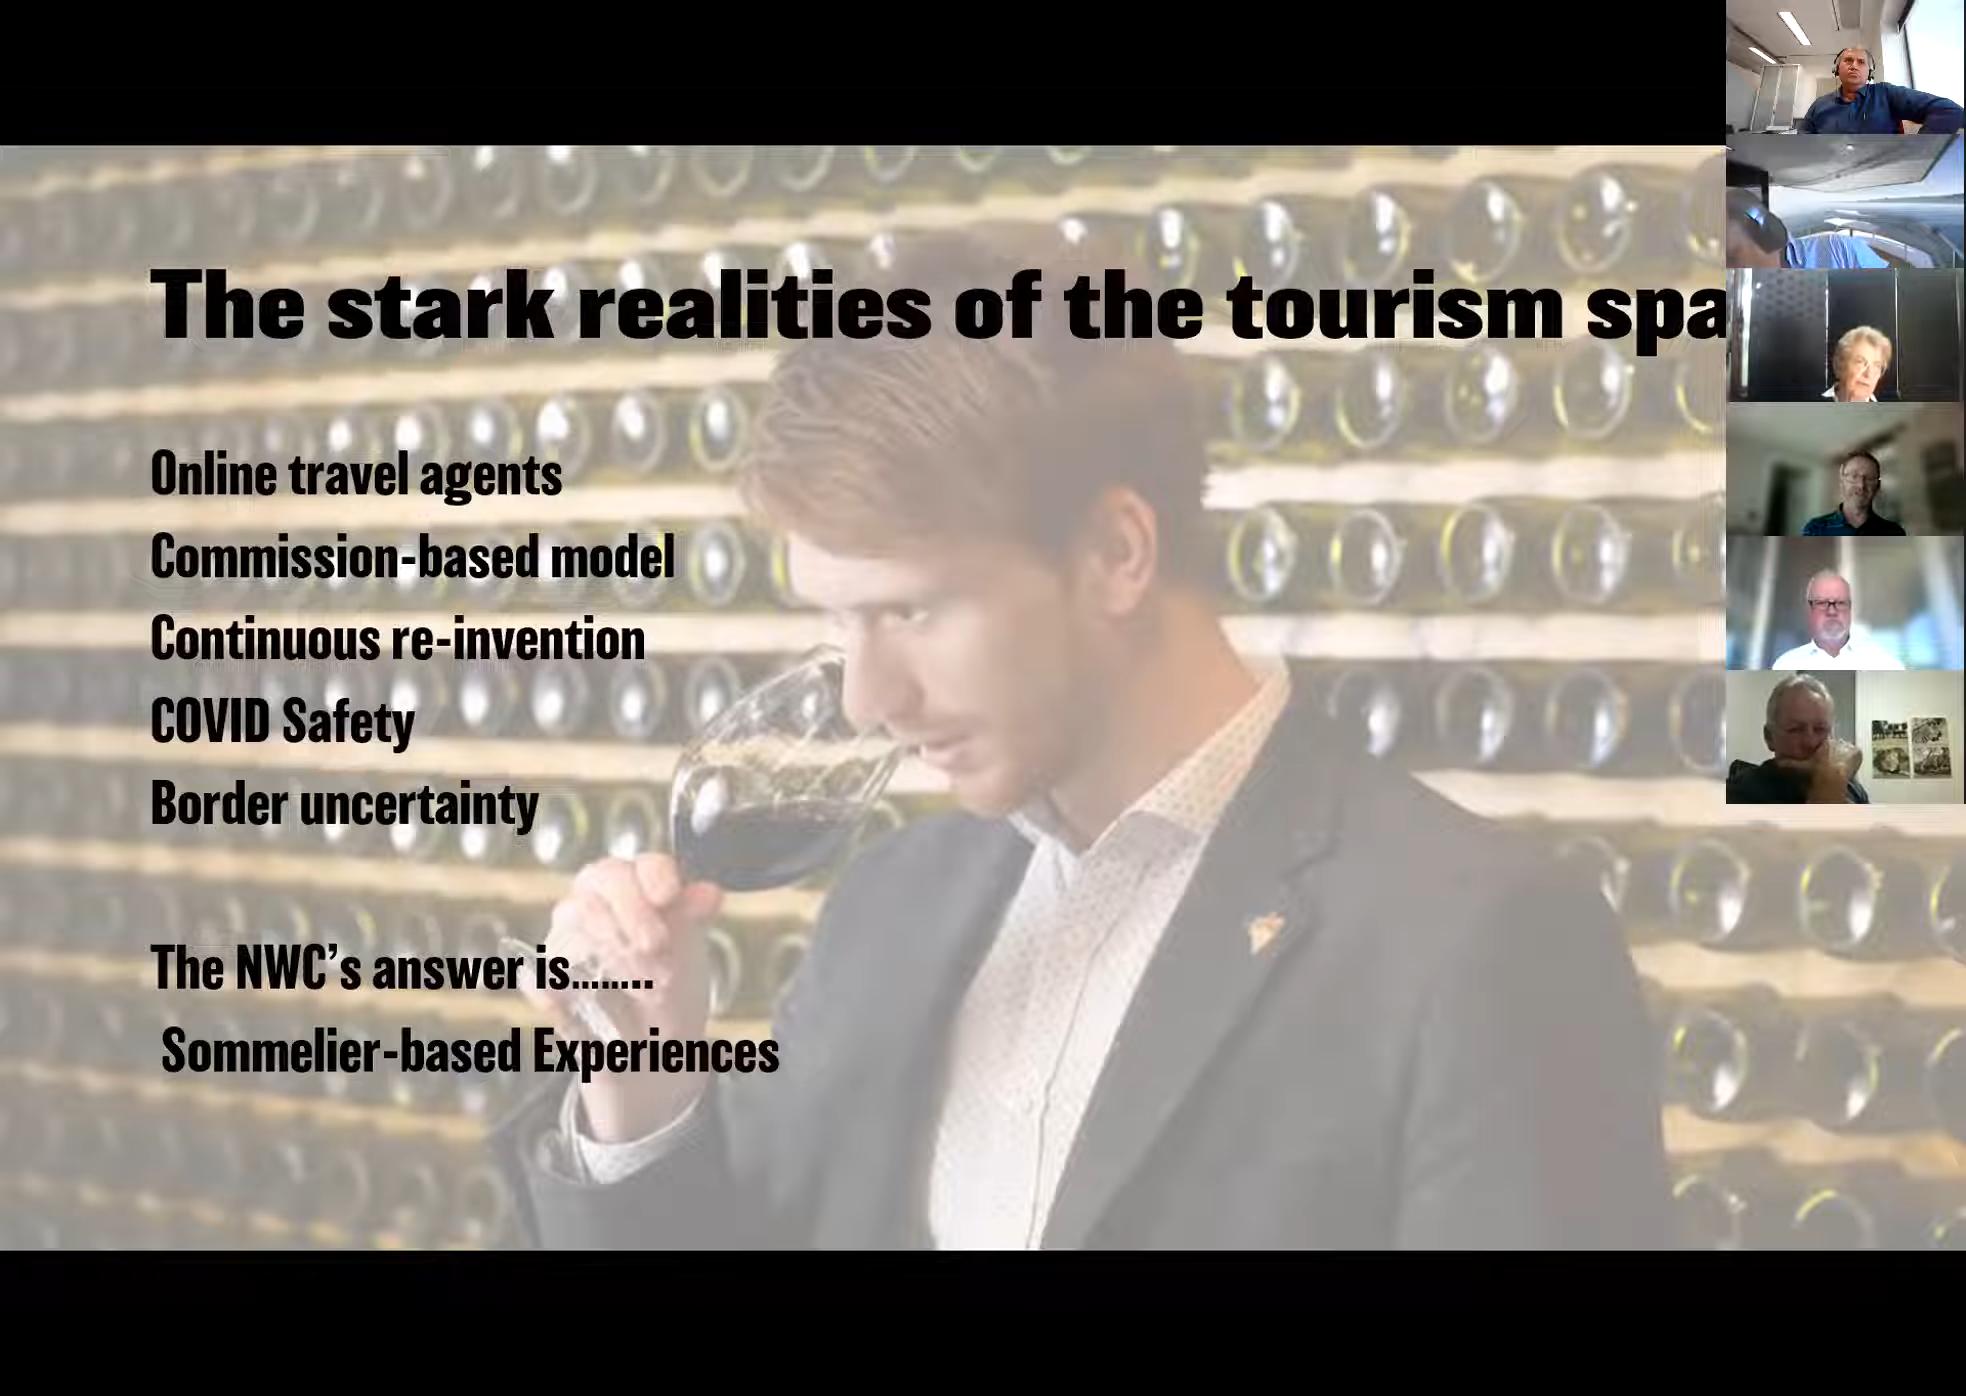 The stark realities of the tourism spa
Online travel agents
Commission-based model
Continuous re-invention
COVID Safety
Border uncertainty
The NWC’s answer is........
Sommelier-based Experiences